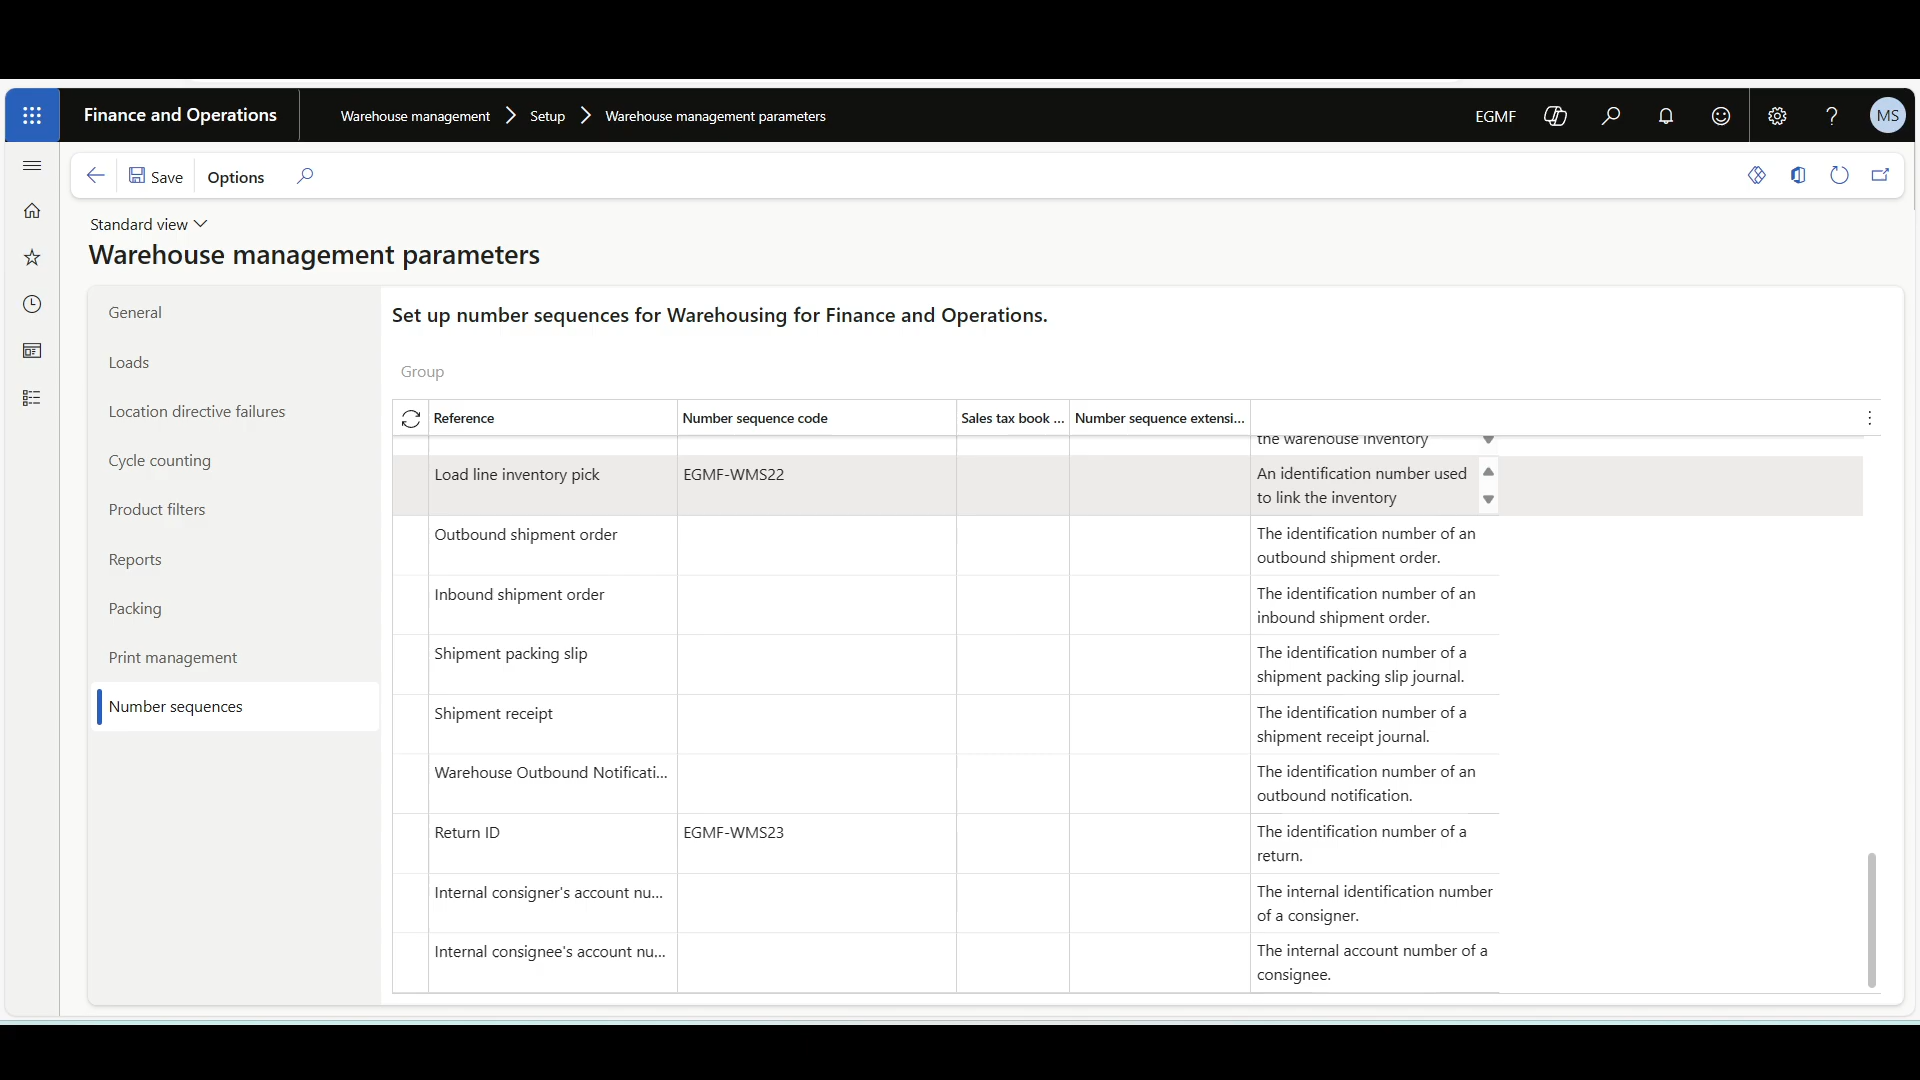 Finance and Operations
Warehouse management
Setup
Warehouse management parameters
EGMF
MS
Save
Options
Standard view
Warehouse management parameters
General
Loads
Location directive failures
Cycle counting
Product filters
Reports
Packing
Print management
Number sequences
Set up number sequences for Warehousing for Finance and Operations.
Group
Reference
Number sequence code
Sales tax book ...
Number sequence extensi...
the warehouse inventory
Load line inventory pick
EGMF-WMS22
An identification number used
to link the inventory
Outbound shipment order
The identification number of an
outbound shipment order.
Inbound shipment order
The identification number of an
inbound shipment order.
Shipment packing slip
The identification number of a
shipment packing slip journal.
Shipment receipt
The identification number of a
shipment receipt journal.
Warehouse Outbound Notificati...
The identification number of an
outbound notification.
Return ID
EGMF-WMS23
The identification number of a
return.
Internal consigner's account nu...
The internal identification number
of a consigner.
Internal consignee's account nu...
The internal account number of a
consignee.